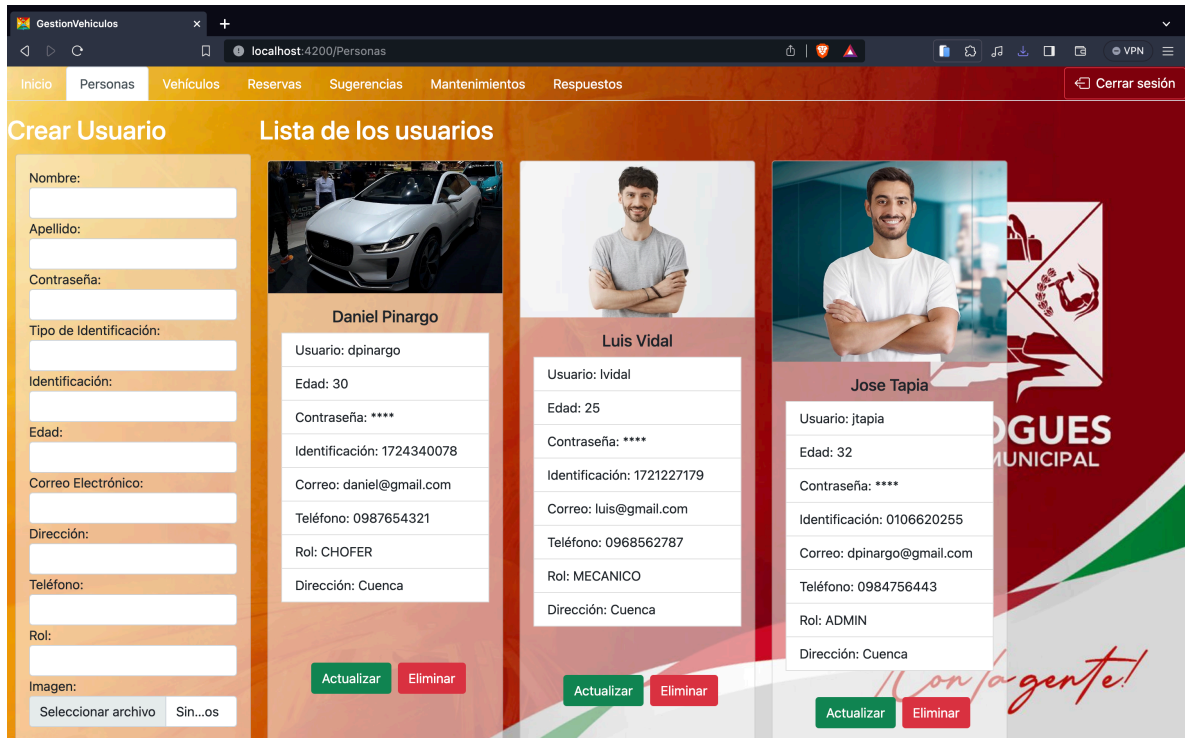 GestionVehiculos
localhost:4200/Personas
VPN
Inicio
Personas
Vehículos
Reservas
Sugerencias
Mantenimientos
Respuestos
Cerrar sesión
Crear Usuario
Nombre:
Apellido:
Contraseña:
Tipo de Identificación:
Identificación:
Edad:
Correo Electrónico:
Dirección:
Teléfono:
Rol:
Imagen:
Seleccionar archivo Sin...os
Lista de los usuarios
Daniel Pinargo
Usuario: dpinargo
Edad: 30
Contraseña: ****
Identificación: 1724340078
Correo: daniel@gmail.com
Teléfono: 0987654321
Rol: CHOFER
Dirección: Cuenca
Actualizar
Eliminar
Luis Vidal
Usuario: lvidal
Edad: 25
Contraseña: ****
Identificación: 1721227179
Correo: luis@gmail.com
Teléfono: 0968562787
Rol: MECANICO
Dirección: Cuenca
Actualizar
Eliminar
Jose Tapia
Usuario: jtapia
Edad: 32
Contraseña: ****
Identificación: 0106620255
Correo: dpinargo@gmail.com
Teléfono: 0984756443
Rol: ADMIN
Dirección: Cuenca
Actualizar
Eliminar
OGUES
MUNICIPAL
¡Con la gente!